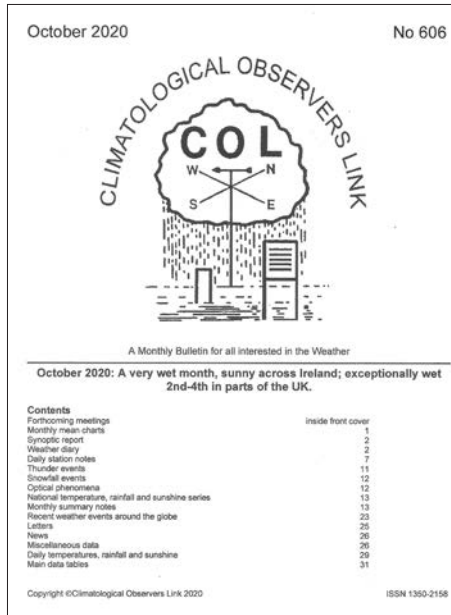 October 2020 No 606
CLIMATOLOGICAL OBSERVERS LINK
COL
W N
S E
A Monthly Bulletin for all interested in the Weather
October 2020: A very wet month, sunny across Ireland; exceptionally wet
2nd-4th in parts of the UK.
Contents
Forthcoming meetings inside front cover
Monthly mean charts 1
Synoptic report 2
Weather diary 2
Daily station notes 7
Thunder events 11
Snowfall events 12
Optical phenomena 12
National temperature, rainfall and sunshine series 13
Monthly summary notes 13
Recent weather events around the globe 23
Letters 25
News 26
Miscellaneous data 26
Daily temperatures, rainfall and sunshine 29
Main data tables 31
Copyright ©Climatological Observers Link 2020 ISSN 1350-2158